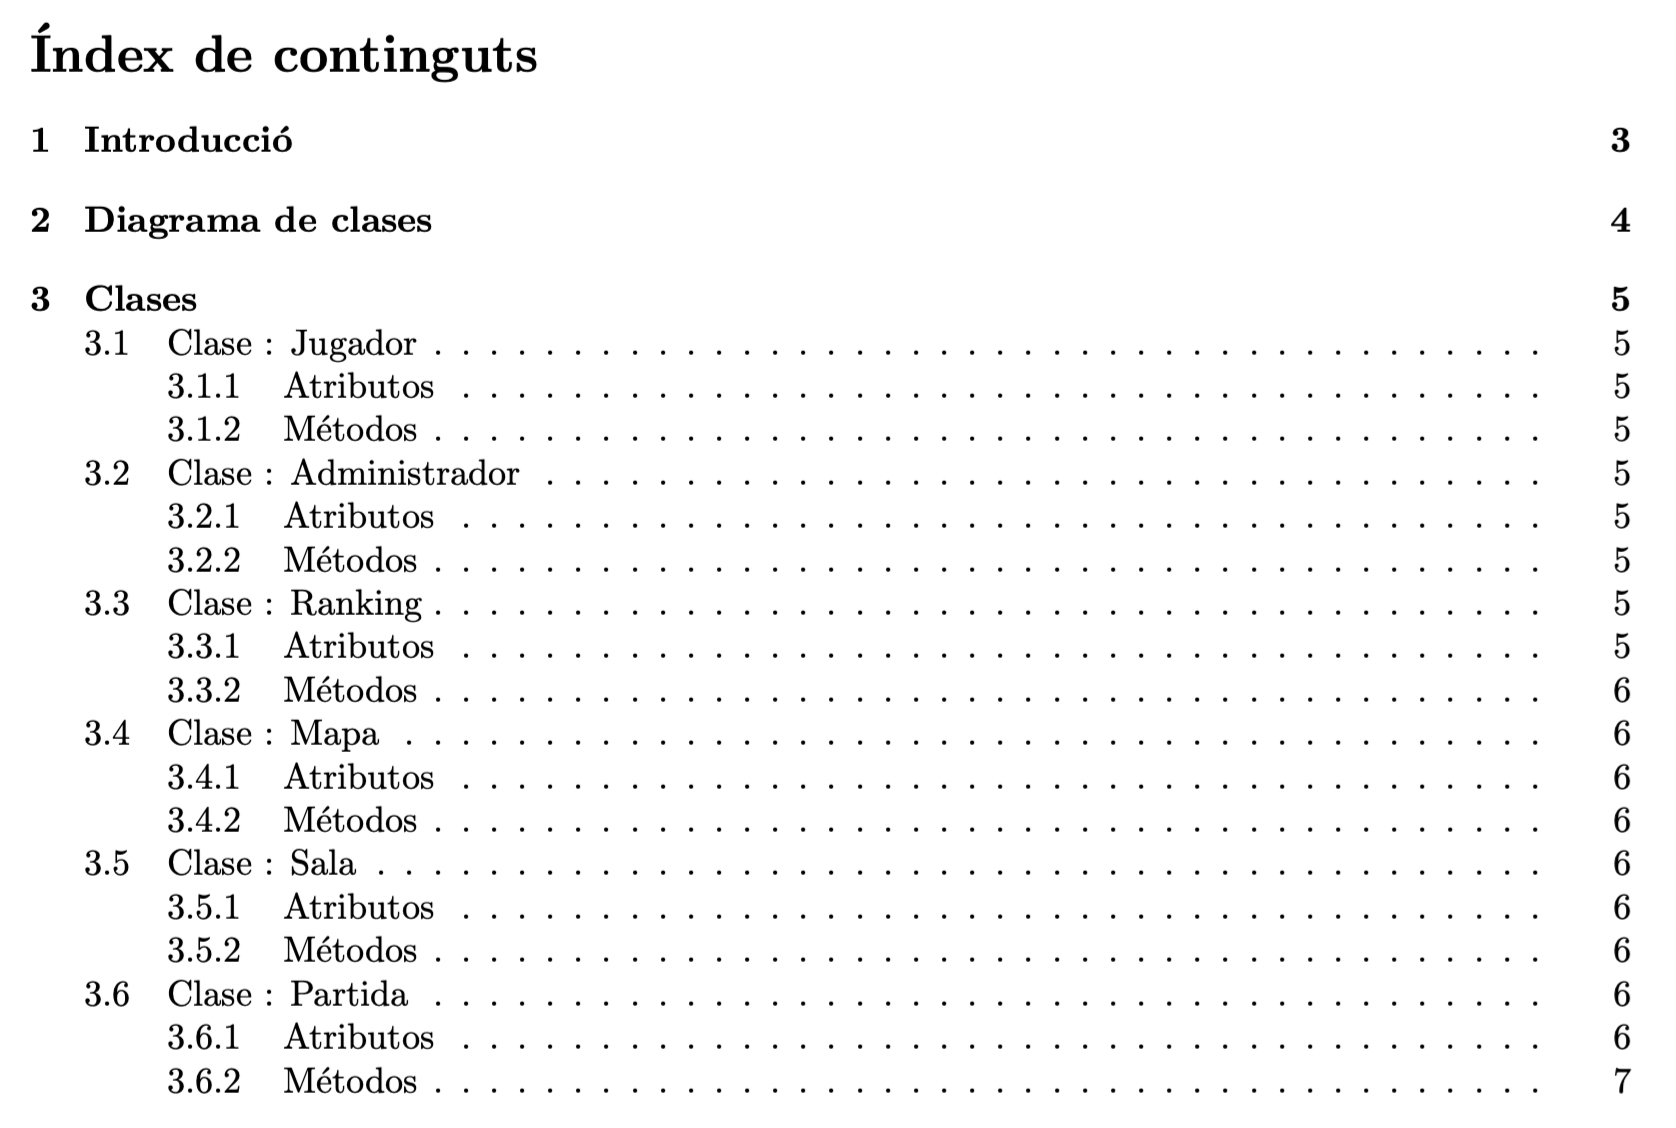 Índex de continguts
1 Introducció 3
2 Diagrama de clases 4
3 Clases 5
3.1 Clase : Jugador . . . . . . . . . . . . . . . . . . . . . . . . . . . . . . . . . . . . . . . . 5
3.1.1 Atributos . . . . . . . . . . . . . . . . . . . . . . . . . . . . . . . . . . . . . . . 5
3.1.2 Métodos . . . . . . . . . . . . . . . . . . . . . . . . . . . . . . . . . . . . . . . . 5
3.2 Clase : Administrador . . . . . . . . . . . . . . . . . . . . . . . . . . . . . . . . . . . . 5
3.2.1 Atributos . . . . . . . . . . . . . . . . . . . . . . . . . . . . . . . . . . . . . . . 5
3.2.2 Métodos . . . . . . . . . . . . . . . . . . . . . . . . . . . . . . . . . . . . . . . . 5
3.3 Clase : Ranking . . . . . . . . . . . . . . . . . . . . . . . . . . . . . . . . . . . . . . . . 5
3.3.1 Atributos . . . . . . . . . . . . . . . . . . . . . . . . . . . . . . . . . . . . . . . 5
3.3.2 Métodos . . . . . . . . . . . . . . . . . . . . . . . . . . . . . . . . . . . . . . . . 6
3.4 Clase : Mapa . . . . . . . . . . . . . . . . . . . . . . . . . . . . . . . . . . . . . . . . . 6
3.4.1 Atributos . . . . . . . . . . . . . . . . . . . . . . . . . . . . . . . . . . . . . . . 6
3.4.2 Métodos . . . . . . . . . . . . . . . . . . . . . . . . . . . . . . . . . . . . . . . . 6
3.5 Clase : Sala . . . . . . . . . . . . . . . . . . . . . . . . . . . . . . . . . . . . . . . . . . 6
3.5.1 Atributos . . . . . . . . . . . . . . . . . . . . . . . . . . . . . . . . . . . . . . . 6
3.5.2 Métodos . . . . . . . . . . . . . . . . . . . . . . . . . . . . . . . . . . . . . . . . 6
3.6 Clase : Partida . . . . . . . . . . . . . . . . . . . . . . . . . . . . . . . . . . . . . . . . 6
3.6.1 Atributos . . . . . . . . . . . . . . . . . . . . . . . . . . . . . . . . . . . . . . . 6
3.6.2 Métodos . . . . . . . . . . . . . . . . . . . . . . . . . . . . . . . . . . . . . . . . 7